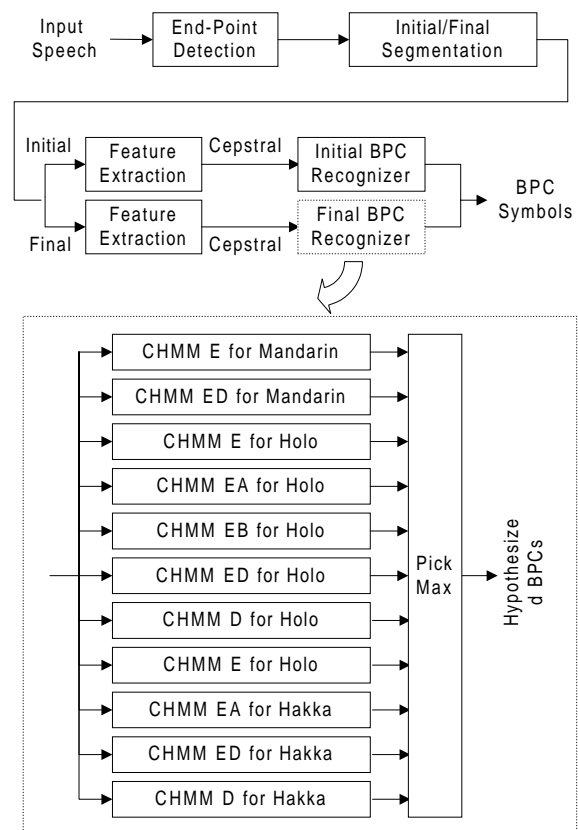 Input
Speech
End-Point
Detection
Initial/Final
Segmentation
Initial
Feature
Extraction
Cepstral
Initial BPC
Recognizer
BPC
Symbols
Final
Feature
Extraction
Cepstral
Final BPC
Recognizer
CHMM E for Mandarin
CHMM ED for Mandarin
CHMM E for Holo
CHMM EA for Holo
CHMM EB for Holo
CHMM ED for Holo
CHMM D for Holo
CHMM E for Holo
CHMM EA for Hakka
CHMM ED for Hakka
CHMM D for Hakka
Pick
Max
Hypothesize
d BPCs